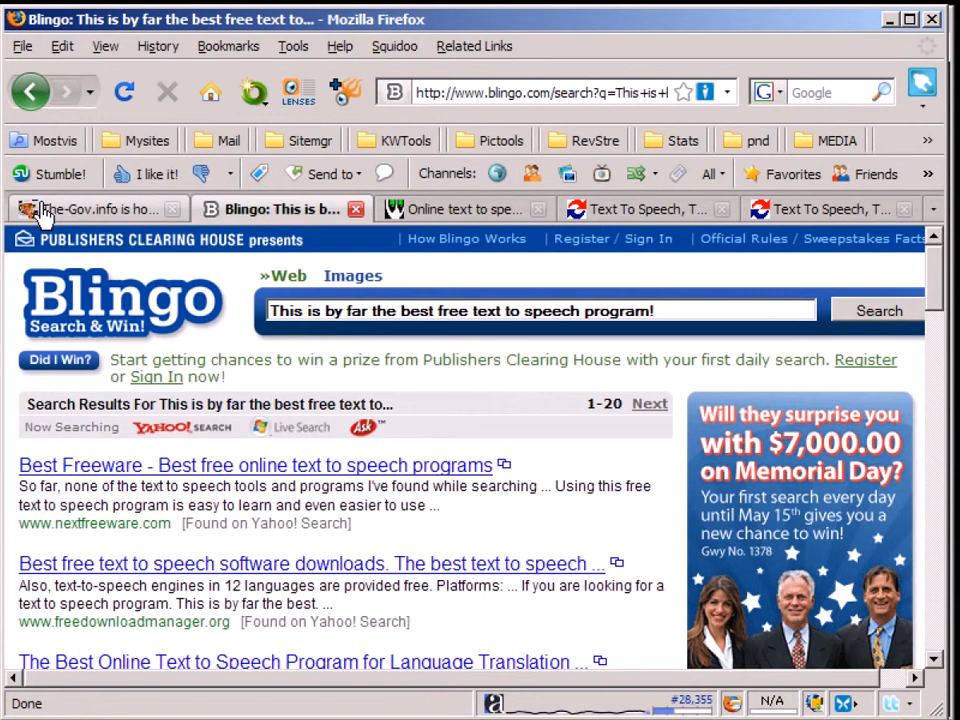 Blingo: This is by far the best free text to... - Mozilla Firefox
File Edit View History Bookmarks Tools Help Squidoo Related Links
LENSES http://www.blingo.com/search?q=This+is+l Google
Mostvis Mysites Mail Sitemgr KWTools Pictools RevStre Stats pnd MEDIA »
Stumble! I like it! Send to Channels: All Favorites Friends »
he-Gov.info is ho... Blingo: This is b... Online text to spe... Text To Speech, T... Text To Speech, T...
PUBLISHERS CLEARING HOUSE presents | How Blingo Works | Register / Sign In | Official Rules / Sweepstakes Facts
»Web Images
Blingo
Search & Win!
This is by far the best free text to speech program! Search
Did I Win? Start getting chances to win a prize from Publishers Clearing House with your first daily search. Register
or Sign In now!
Search Results For This is by far the best free text to... 1-20 Next
Now Searching YAHOO! SEARCH Live Search Ask™
Best Freeware - Best free online text to speech programs
So far, none of the text to speech tools and programs I've found while searching ... Using this free
text to speech program is easy to learn and even easier to use ...
www.nextfreeware.com [Found on Yahoo! Search]
Best free text to speech software downloads. The best text to speech ...
Also, text-to-speech engines in 12 languages are provided free. Platforms: ... If you are looking for a
text to speech program. This is by far the best. ...
www.freedownloadmanager.org [Found on Yahoo! Search]
The Best Online Text to Speech Program for Language Translation ...
Will they surprise you
with $7,000.00
on Memorial Day?
Your first search every day
until May 15th gives you a
new chance to win!
Gwy No. 1378
Done #28,355 N/A